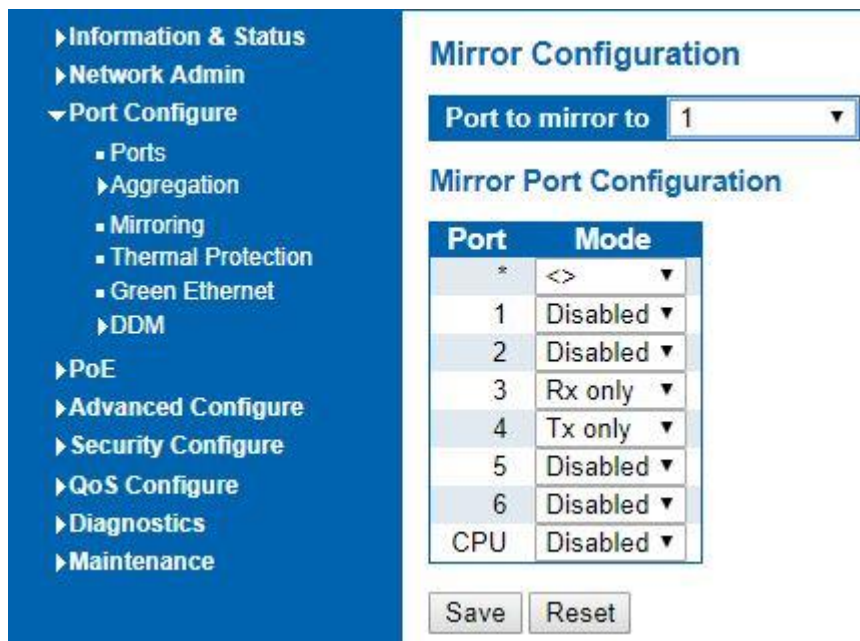 Information & Status
Network Admin
Port Configure
Ports
Aggregation
Mirroring
Thermal Protection
Green Ethernet
DDM
PoE
Advanced Configure
Security Configure
QoS Configure
Diagnostics
Maintenance
Mirror Configuration
Port to mirror to 1
Mirror Port Configuration
Port Mode
* <>
1 Disabled
2 Disabled
3 Rx only
4 Tx only
5 Disabled
6 Disabled
CPU Disabled
Save Reset